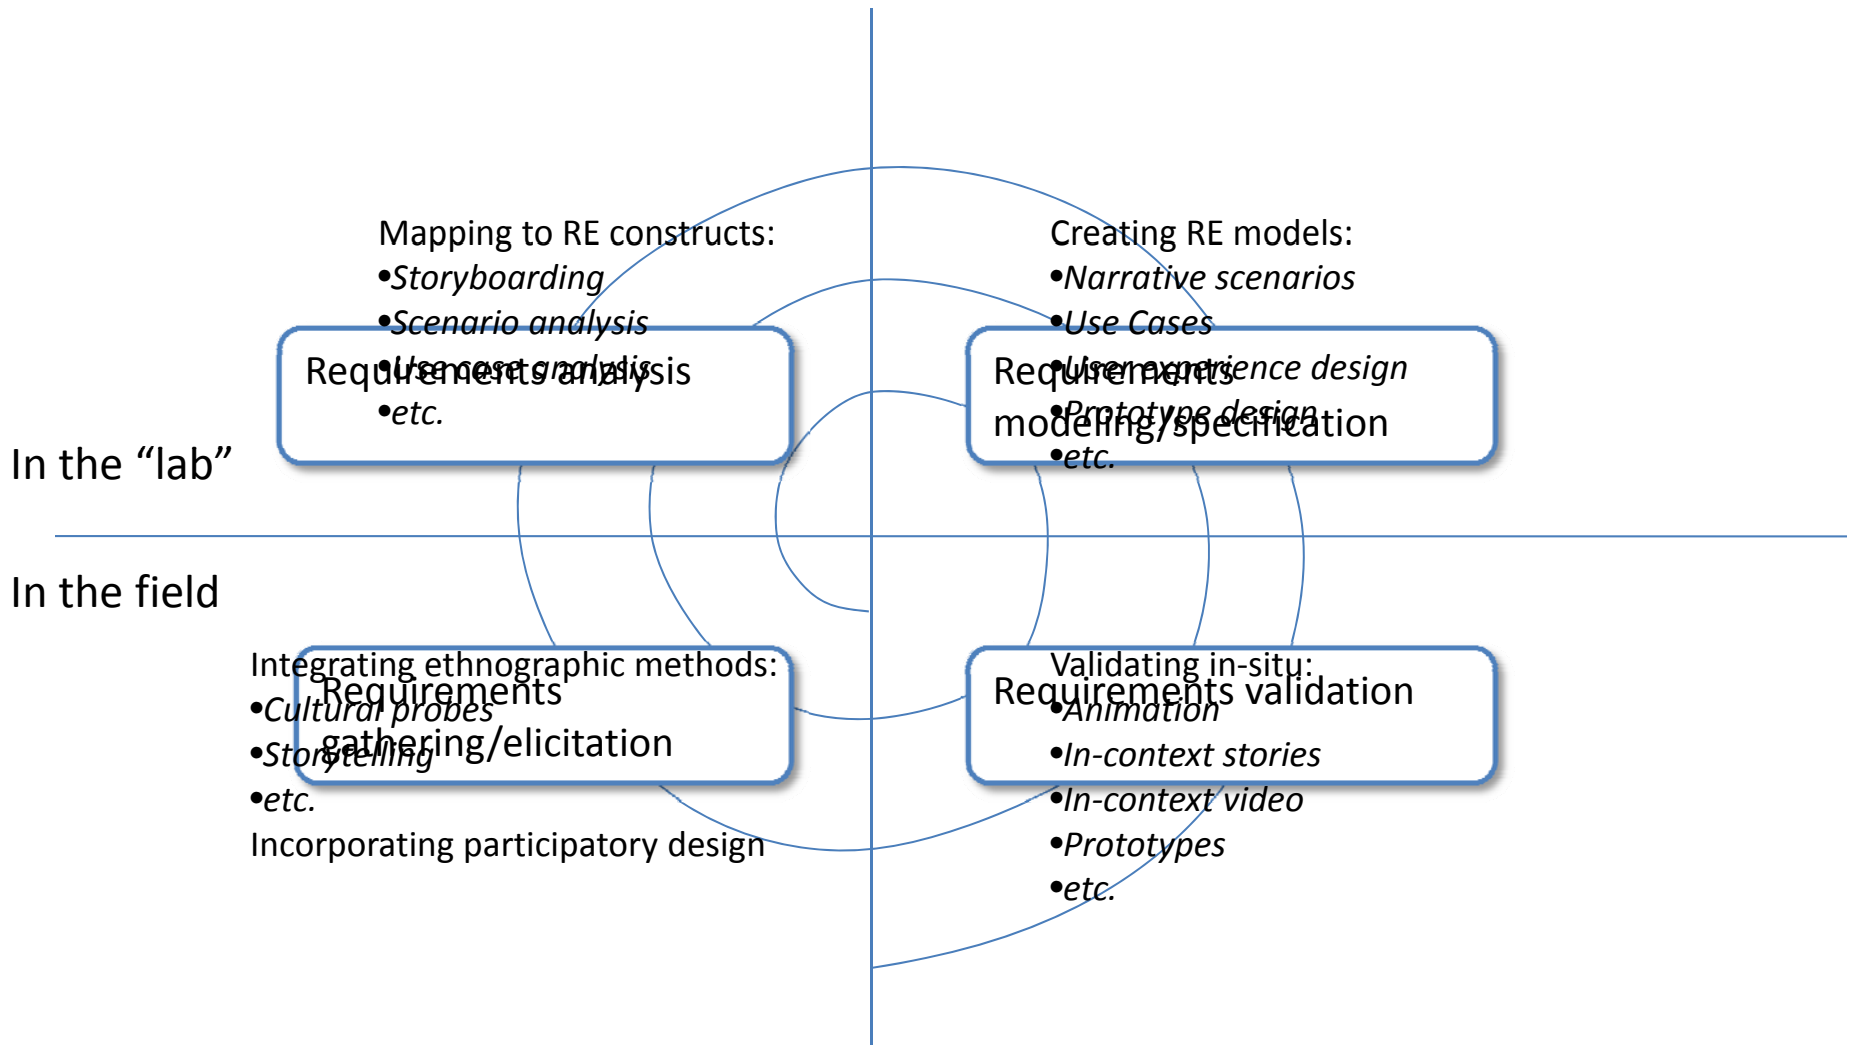 Mapping to RE constructs:
•Storyboarding
•Scenario analysis
•Use case analysis
•etc.
Requirements analysis
Creating RE models:
•Narrative scenarios
•Use Cases
•User experience design
•Prototype design
•etc.
Requirements
modeling/specification
In the “lab”
In the field
Integrating ethnographic methods:
•Cultural probes
•Storytelling
•etc.
Incorporating participatory design
Requirements
gathering/elicitation
Validating in-situ:
•Animation
•In-context stories
•In-context video
•Prototypes
•etc.
Requirements validation